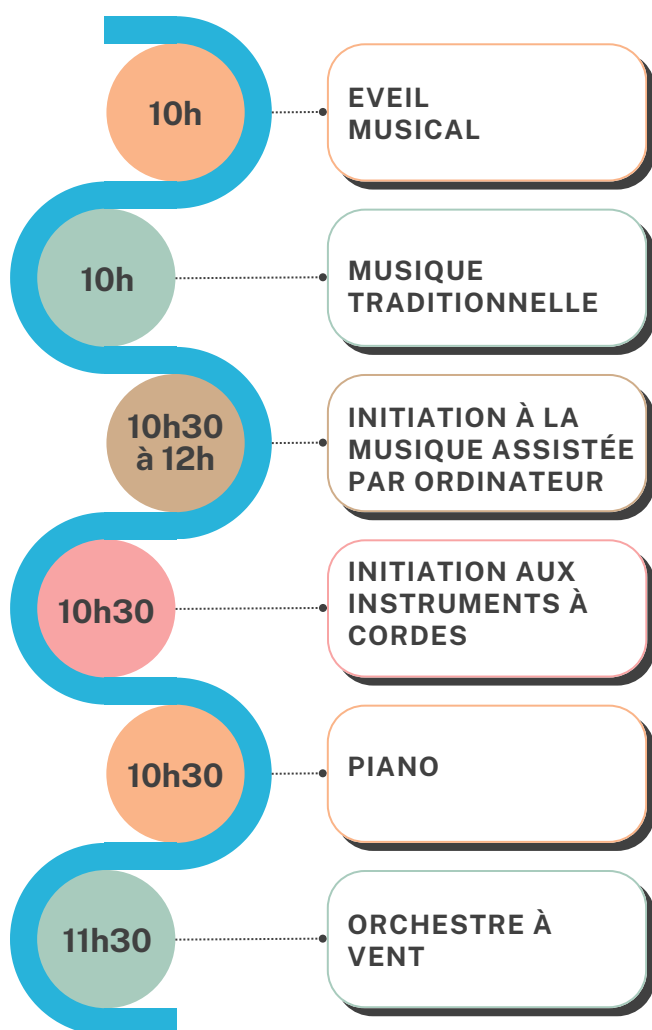 10h
EVEIL
MUSICAL
10h
MUSIQUE
TRADITIONNELLE
10h30
à 12h
INITIATION À LA
MUSIQUE ASSISTÉE
PAR ORDINATEUR
10h30
INITIATION AUX
INSTRUMENTS À
CORDES
10h30
PIANO
11h30
ORCHESTRE À
VENT